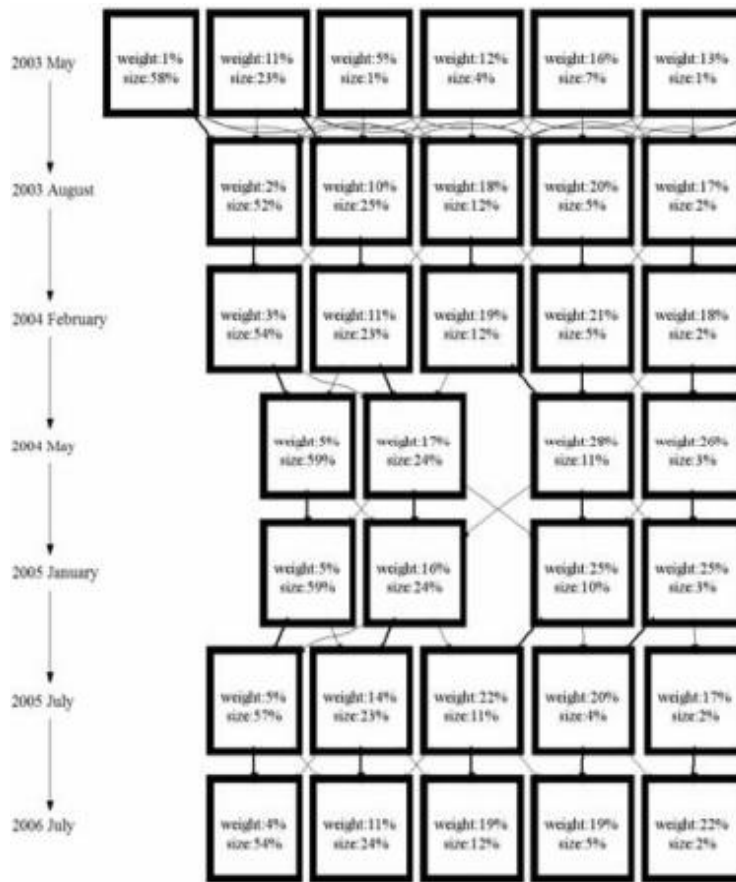 2003 May
weight:1%
size:58%
weight:11%
size:23%
weight:5%
size:1%
weight:12%
size:4%
weight:16%
size:7%
weight:13%
size:1%
2003 August
weight:2%
size:52%
weight:10%
size:25%
weight:18%
size:12%
weight:20%
size:5%
weight:17%
size:2%
2004 February
weight:3%
size:54%
weight:11%
size:23%
weight:19%
size:12%
weight:21%
size:5%
weight:18%
size:2%
2004 May
weight:5%
size:59%
weight:17%
size:24%
weight:28%
size:11%
weight:26%
size:3%
2005 January
weight:5%
size:59%
weight:16%
size:24%
weight:25%
size:10%
weight:25%
size:3%
2005 July
weight:5%
size:57%
weight:14%
size:23%
weight:22%
size:11%
weight:20%
size:4%
weight:17%
size:2%
2006 July
weight:4%
size:54%
weight:11%
size:24%
weight:19%
size:12%
weight:19%
size:5%
weight:22%
size:2%